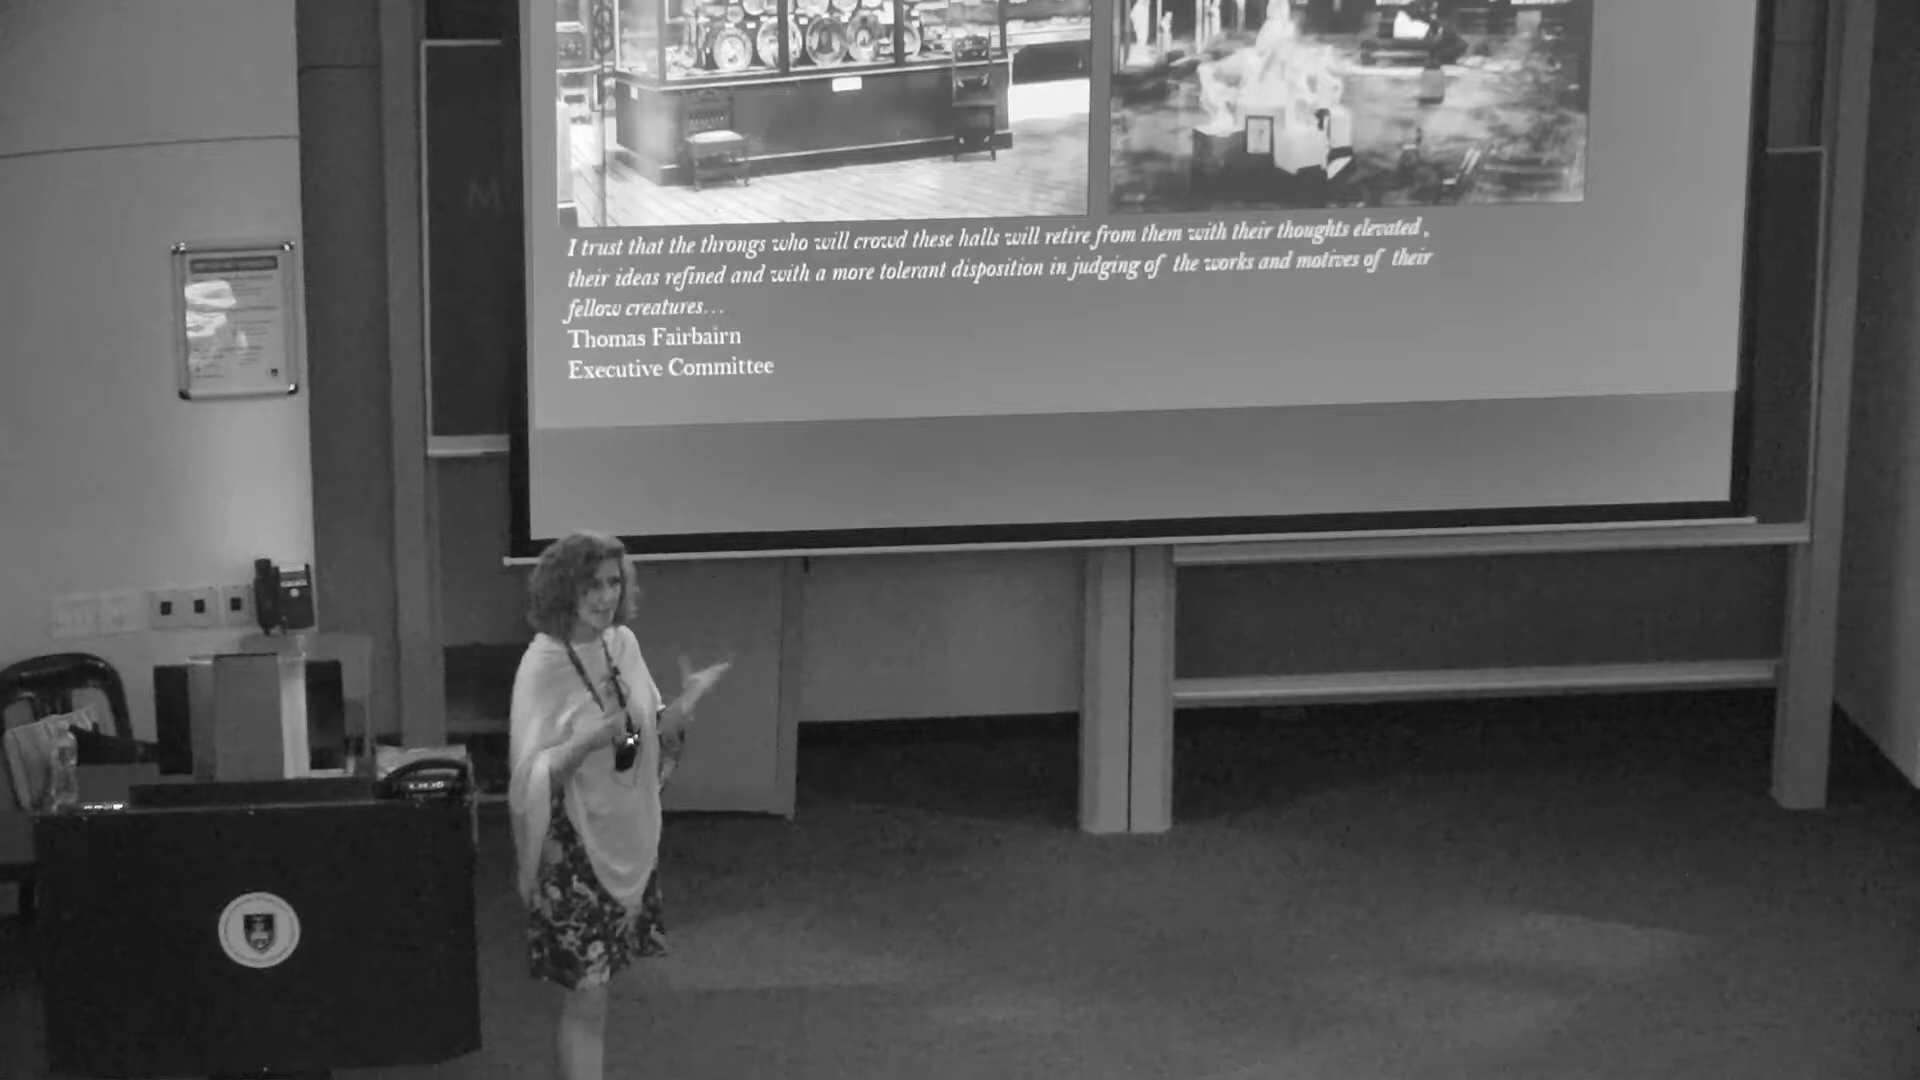 I trust that the throngs who will crowd these halls will retire from them with their thoughts elevated,
their ideas refined and with a more tolerant disposition in judging of the works and motives of their
fellow creatures...
Thomas Fairbairn
Executive Committee